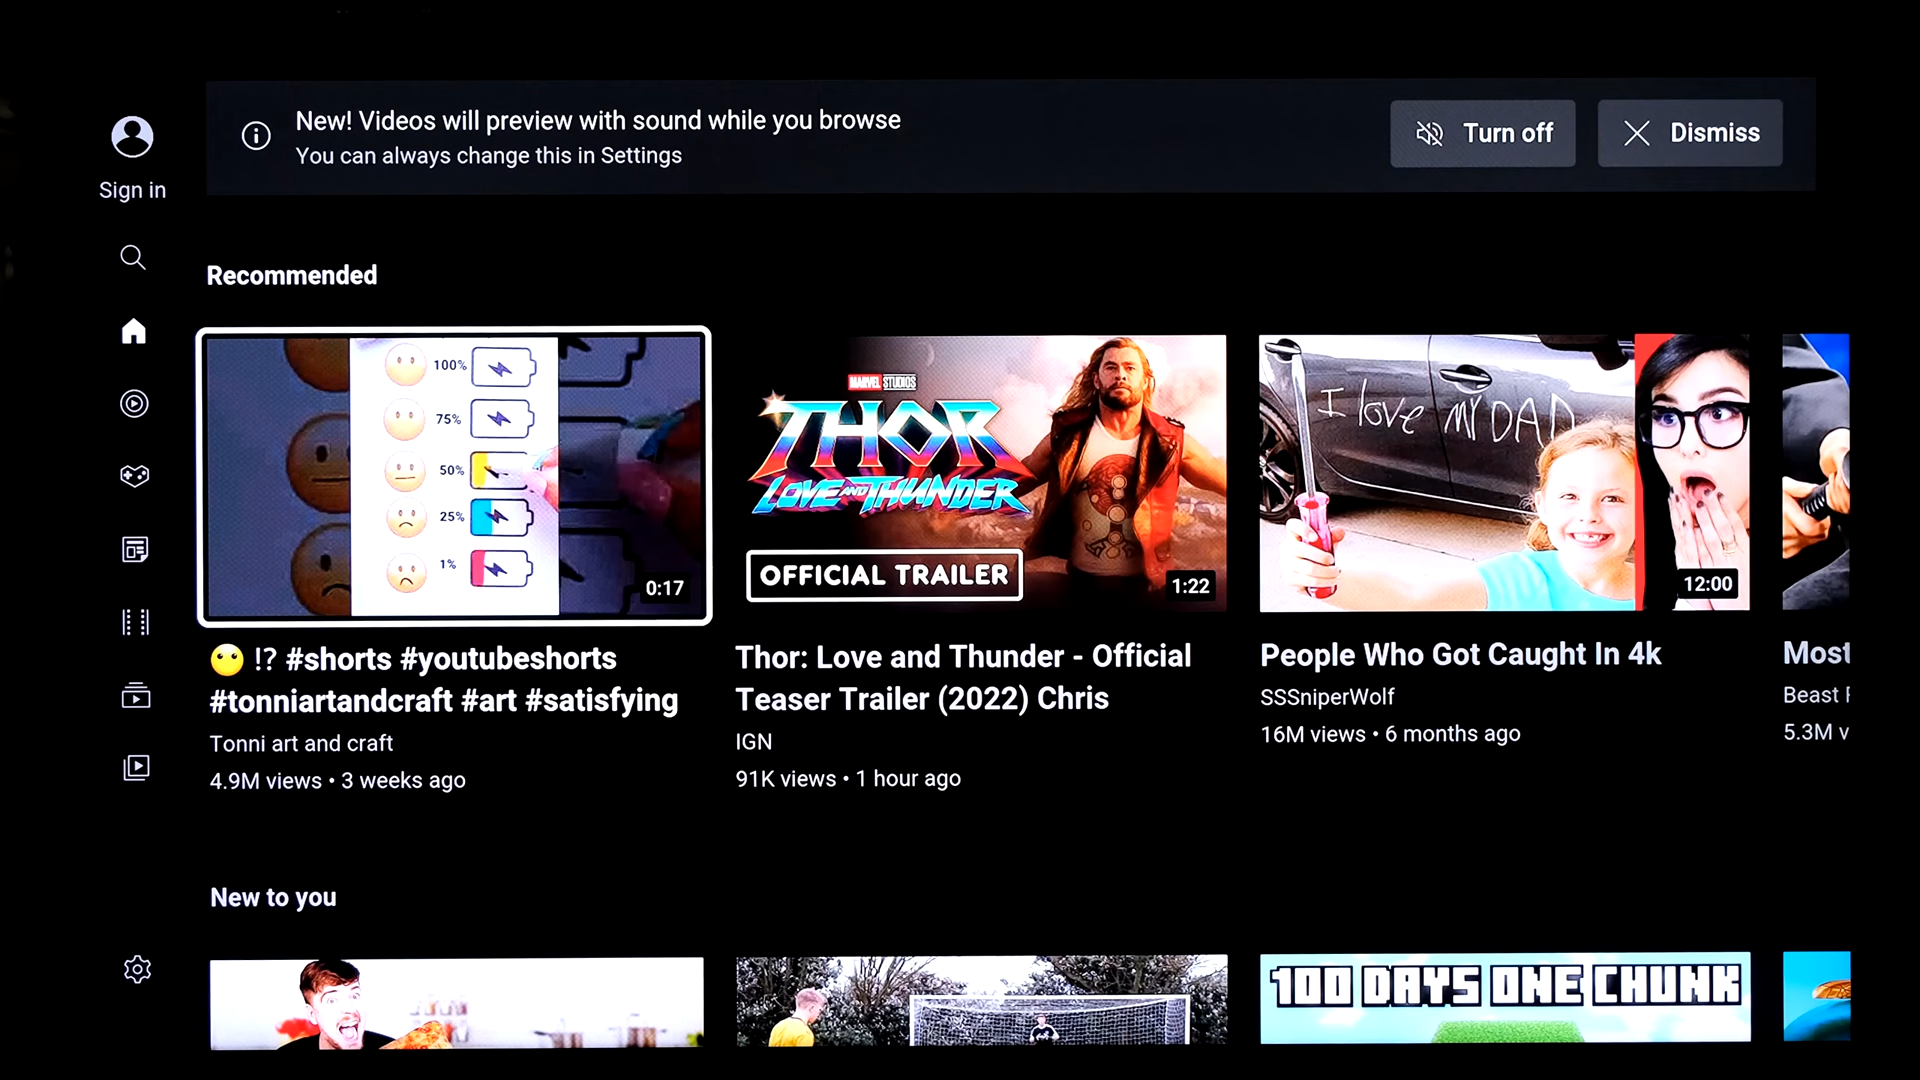 New! Videos will preview with sound while you browse
You can always change this in Settings
Turn off
Dismiss
Sign in
Recommended
100%
75%
50%
25%
1%
0:17
MARVEL STUDIOS
THOR
LOVE AND THUNDER
OFFICIAL TRAILER
1:22
I love MY DAD
12:00
😶 !? #shorts #youtubeshorts
#tonniartandcraft #art #satisfying
Tonni art and craft
4.9M views • 3 weeks ago
Thor: Love and Thunder - Official
Teaser Trailer (2022) Chris
IGN
91K views • 1 hour ago
People Who Got Caught In 4k
SSSniperWolf
16M views • 6 months ago
Most
Beast
5.3M v
New to you
100 DAYS ONE CHUNK